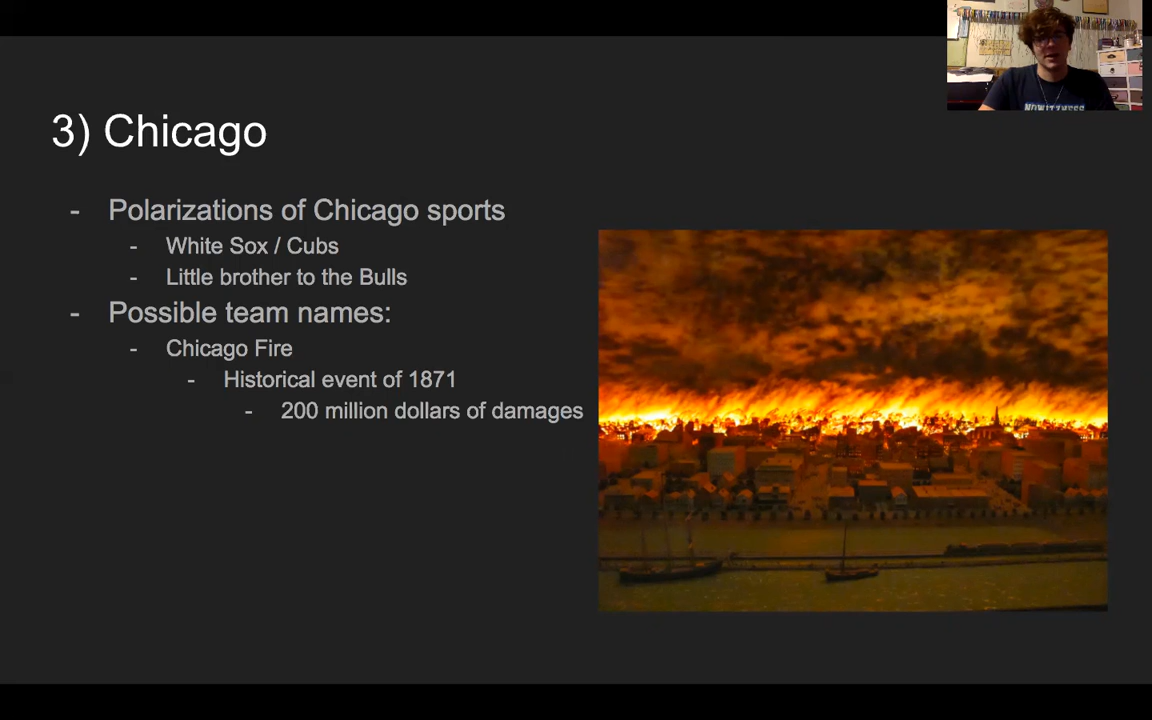 3) Chicago
- Polarizations of Chicago sports
- White Sox / Cubs
- Little brother to the Bulls
- Possible team names:
- Chicago Fire
- Historical event of 1871
- 200 million dollars of damages